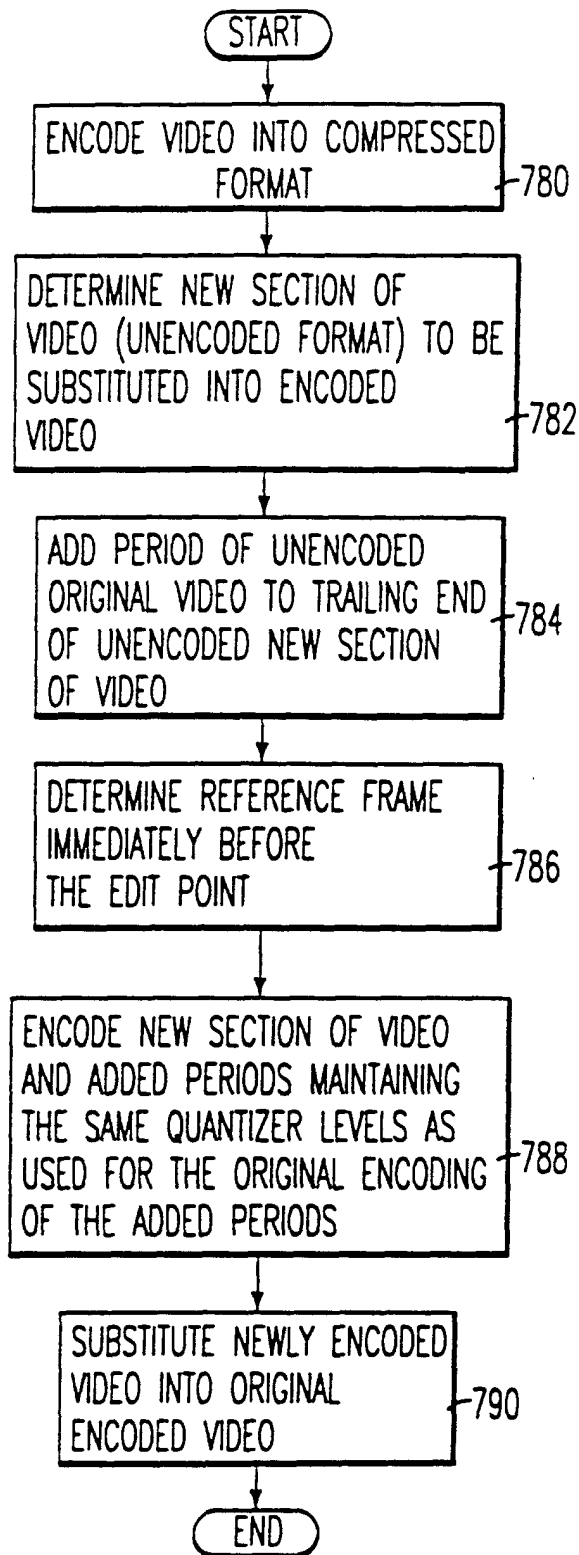 START
ENCODE VIDEO INTO COMPRESSED
FORMAT
780
DETERMINE NEW SECTION OF
VIDEO (UNENCODED FORMAT) TO BE
SUBSTITUTED INTO ENCODED
VIDEO
782
ADD PERIOD OF UNENCODED
ORIGINAL VIDEO TO TRAILING END
OF UNENCODED NEW SECTION
OF VIDEO
784
DETERMINE REFERENCE FRAME
IMMEDIATELY BEFORE
THE EDIT POINT
786
ENCODE NEW SECTION OF VIDEO
AND ADDED PERIODS MAINTAINING
THE SAME QUANTIZER LEVELS AS
USED FOR THE ORIGINAL ENCODING
OF THE ADDED PERIODS
788
SUBSTITUTE NEWLY ENCODED
VIDEO INTO ORIGINAL
ENCODED VIDEO
790
END